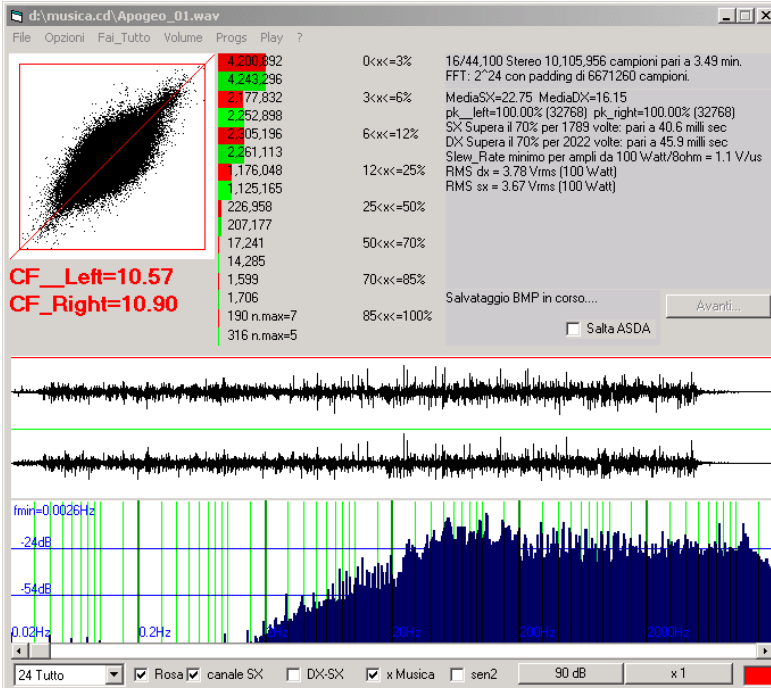 d:\musica.cd\Apogeo_01.wav
File Opzioni Fai_Tutto Volume Progs Play ?
4,200,892 0<x<=3%
4,243,296
2,177,832 3<x<=6%
2,252,898
2,305,196 6<x<=12%
2,261,113
1,176,048 12<x<=25%
1,125,165
226,958 25<x<=50%
207,177
17,241 50<x<=70%
14,285
1,599 70<x<=85%
1,706
190 n.max=7 85<x<=100%
316 n.max=5
CF__Left=10.57
CF_Right=10.90
16/44,100 Stereo 10,105,956 campioni pari a 3.49 min.
FFT: 2^24 con padding di 6671260 campioni.
MediaSX=22.75 MediaDX=16.15
pk__left=100.00% (32768) pk_right=100.00% (32768)
SX Supera il 70% per 1789 volte: pari a 40.6 milli sec
DX Supera il 70% per 2022 volte: pari a 45.9 milli sec
Slew_Rate minimo per ampli da 100 Watt/8ohm = 1.1 V/us
RMS dx = 3.78 Vrms (100 Watt)
RMS sx = 3.67 Vrms (100 Watt)
Salvataggio BMP in corso....
Avanti...
Salta ASDA
fmin=0.0026Hz
-24dB
-54dB
0.02Hz 0.2Hz 20Hz 200Hz 2000Hz
24 Tutto Rosa canale SX DX-SX x Musica sen2 90 dB x 1